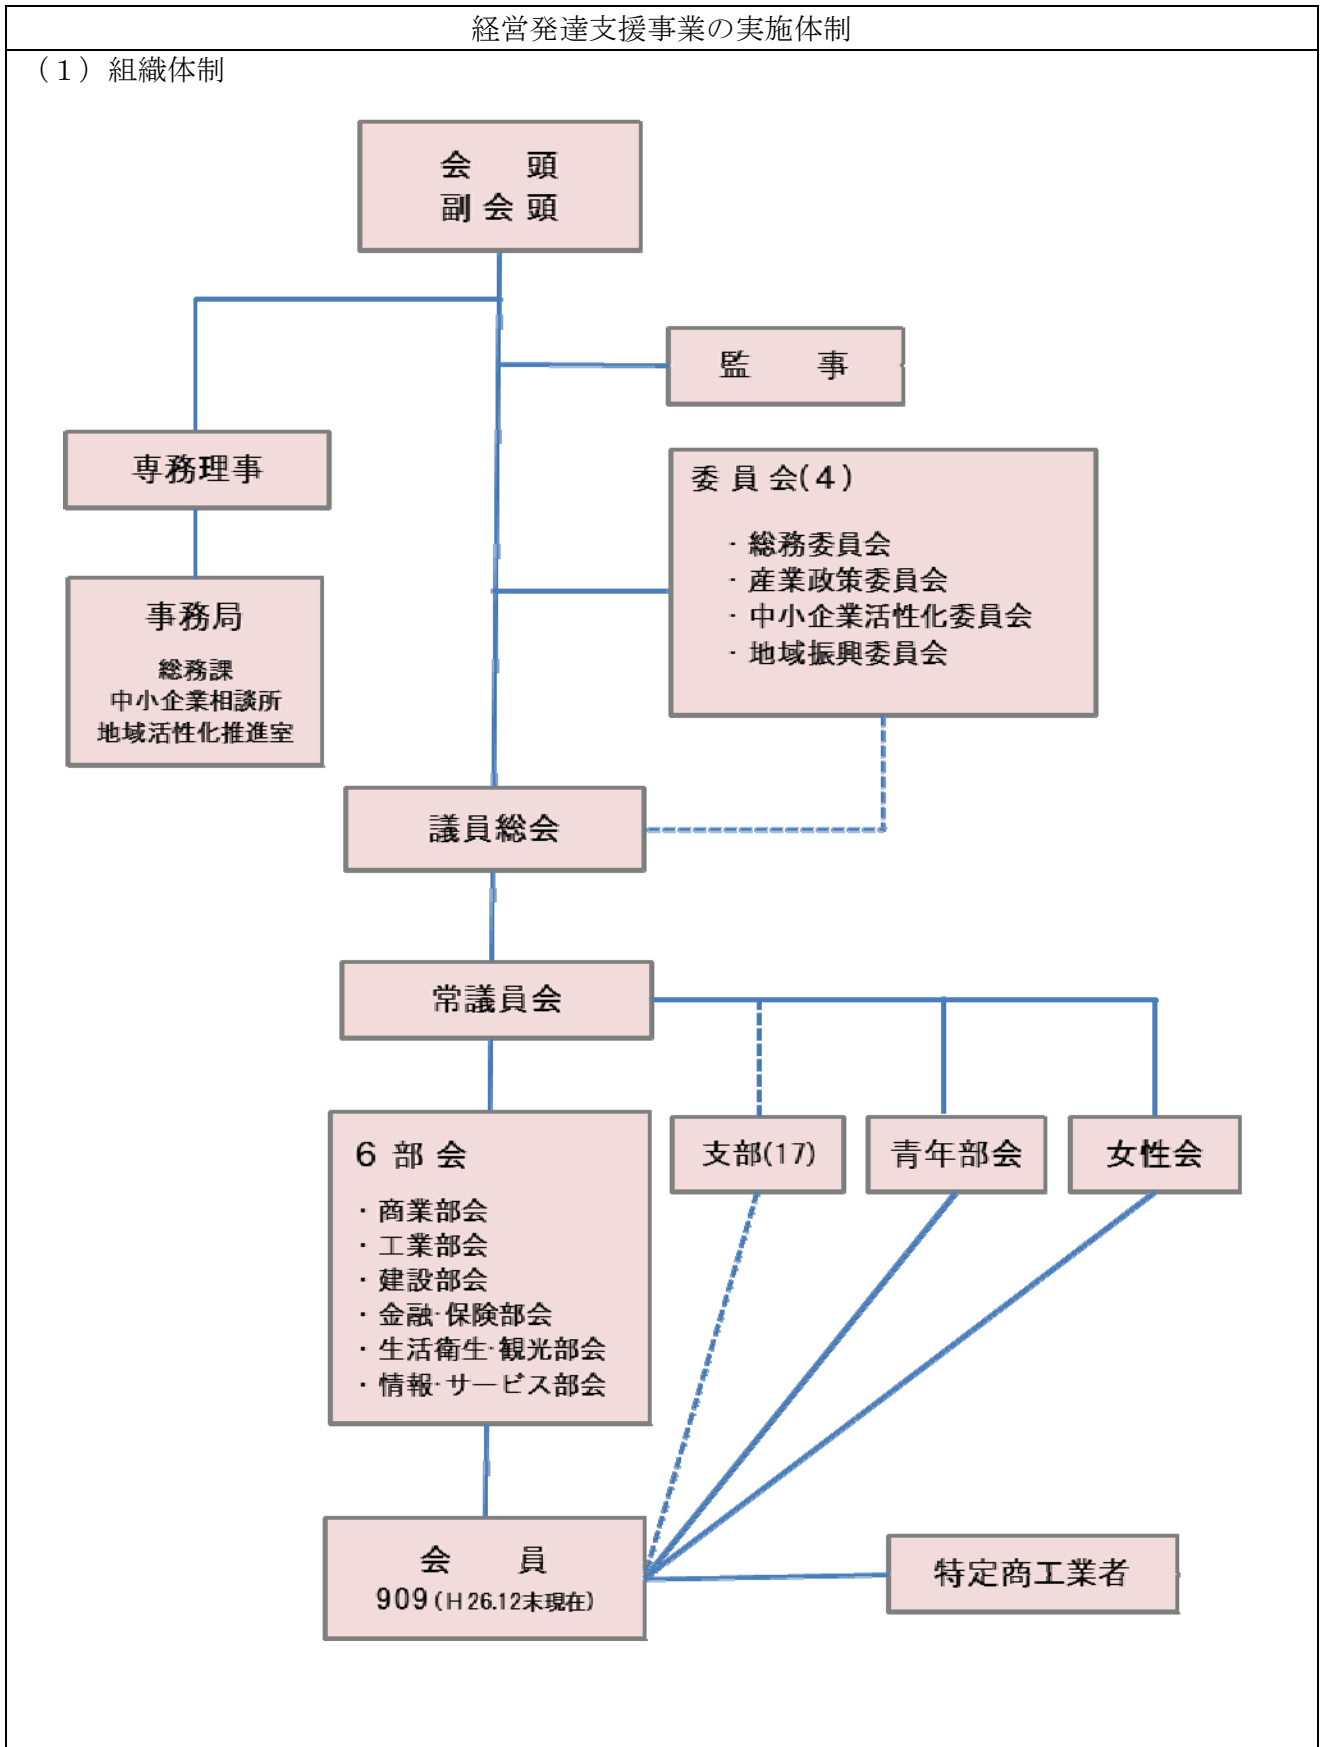 経営発達支援事業の実施体制
（１）組織体制
会　頭
副会頭
監　事
専務理事
委員会(4)
・総務委員会
・産業政策委員会
・中小企業活性化委員会
・地域振興委員会
事務局
総務課
中小企業相談所
地域活性化推進室
議員総会
常議員会
6 部会
・商業部会
・工業部会
・建設部会
・金融・保険部会
・生活衛生・観光部会
・情報・サービス部会
支部(17)
青年部会
女性会
会　員
909(H26.12末現在)
特定商工業者